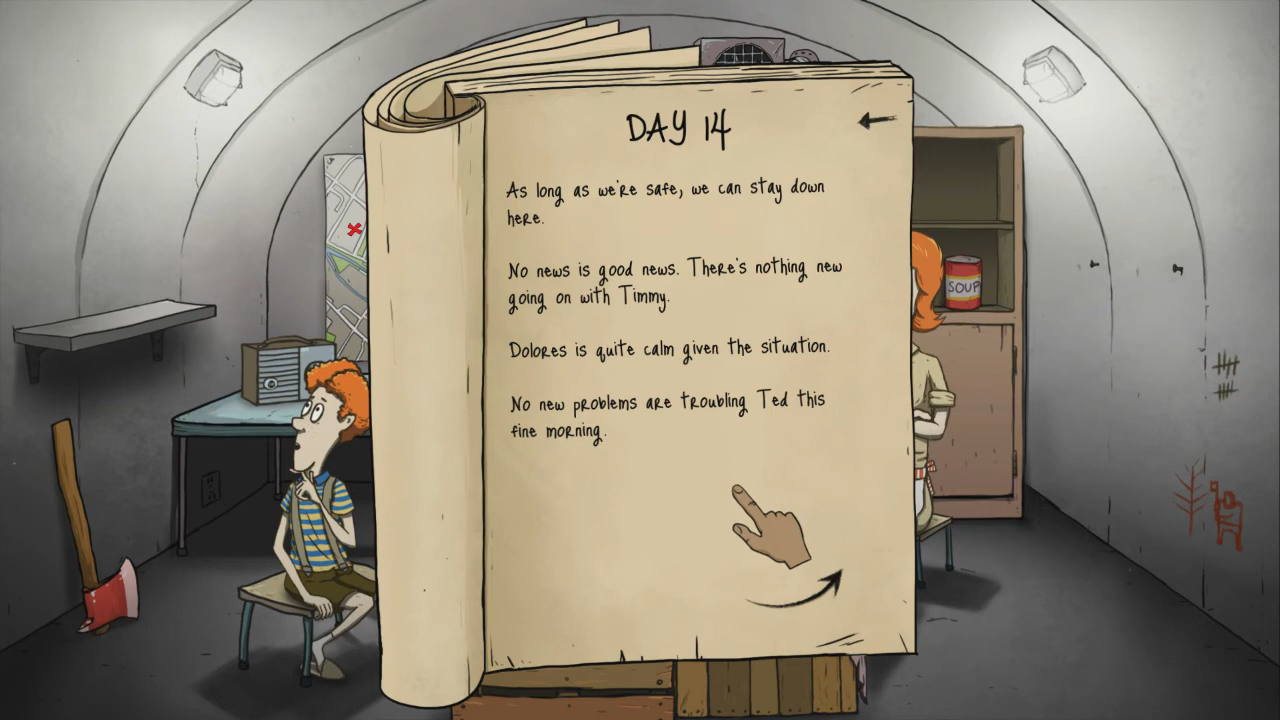 DAY 14
As long as we're safe, we can stay down
here.
No news is good news. There's nothing new
going on with Timmy.
Dolores is quite calm given the situation.
No new problems are troubling Ted this
fine morning.
SOUP